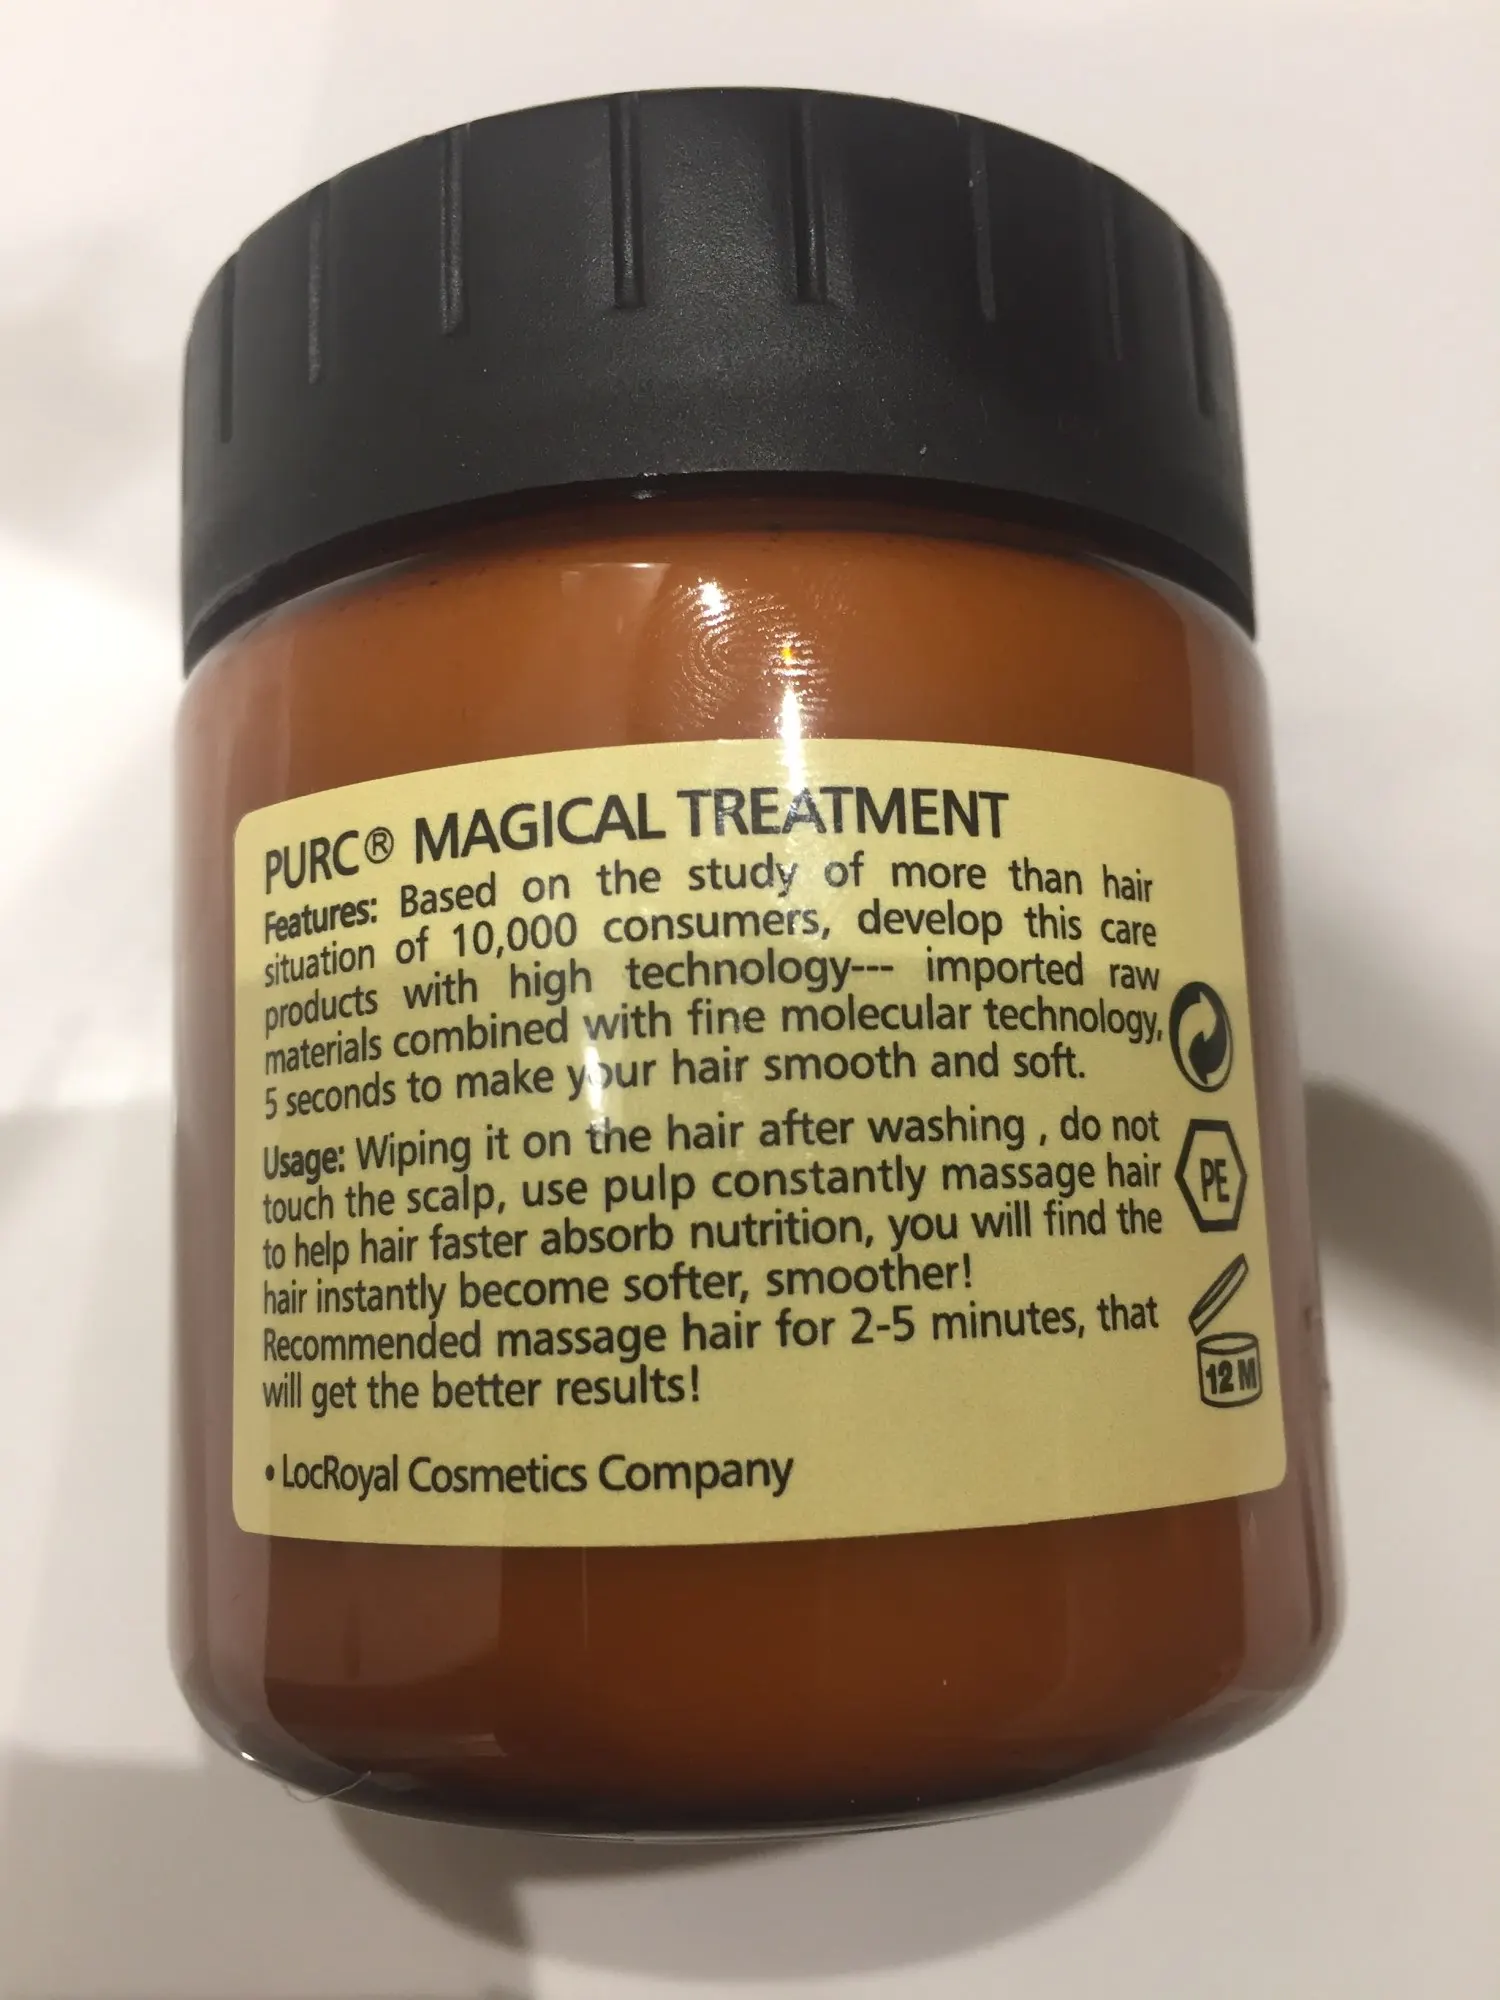 PURC® MAGICAL TREATMENT
Features: Based on the study of more than hair
situation of 10,000 consumers, develop this care
products with high technology--- imported raw
materials combined with fine molecular technology,
5 seconds to make your hair smooth and soft.
Usage: Wiping it on the hair after washing , do not
touch the scalp, use pulp constantly massage hair
to help hair faster absorb nutrition, you will find the
hair instantly become softer, smoother!
Recommended massage hair for 2-5 minutes, that
will get the better results!
• LocRoyal Cosmetics Company
PE
12 M